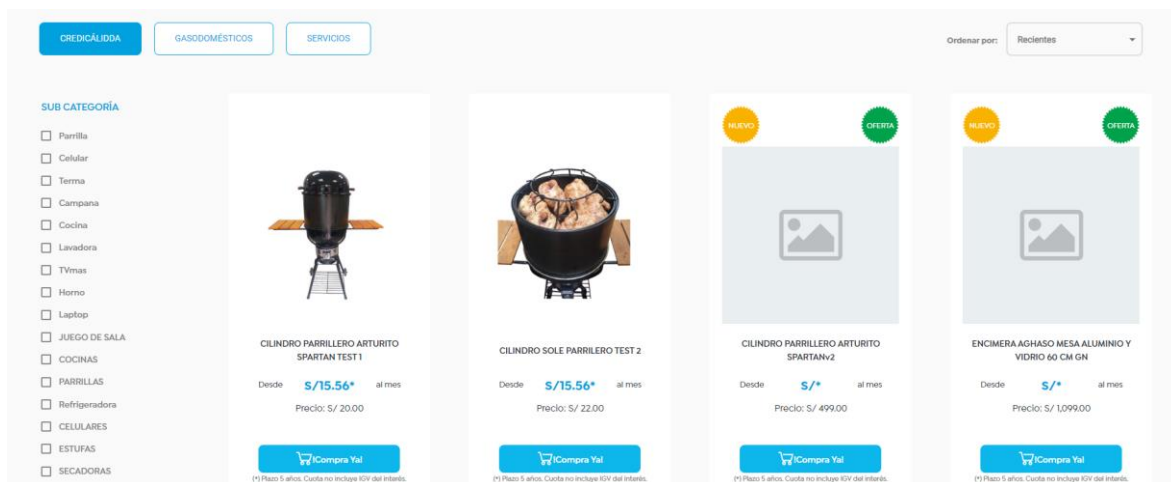 CREDICÁLIDDA
GASODOMÉSTICOS
SERVICIOS
Ordenar por:
Recientes
SUB CATEGORÍA
Parrilla
Celular
Terma
Campana
Cocina
Lavadora
TVmas
Horno
Laptop
JUEGO DE SALA
COCINAS
PARRILLAS
Refrigeradora
CELULARES
ESTUFAS
SECADORAS
CILINDRO PARRILLERO ARTURITO
SPARTAN TEST 1
Desde S/15.56* al mes
Precio: S/ 20.00
!Compra Ya!
(*) Plazo 5 años. Cuota no incluye IGV del interés.
CILINDRO SOLE PARRILERO TEST 2
Desde S/15.56* al mes
Precio: S/ 22.00
!Compra Ya!
(*) Plazo 5 años. Cuota no incluye IGV del interés.
NUEVO
OFERTA
CILINDRO PARRILLERO ARTURITO
SPARTANv2
Desde S/* al mes
Precio: S/ 499.00
!Compra Ya!
(*) Plazo 5 años. Cuota no incluye IGV del interés.
NUEVO
OFERTA
ENCIMERA AGHASO MESA ALUMINIO Y
VIDRIO 60 CM GN
Desde S/* al mes
Precio: S/ 1,099.00
!Compra Ya!
(*) Plazo 5 años. Cuota no incluye IGV del interés.